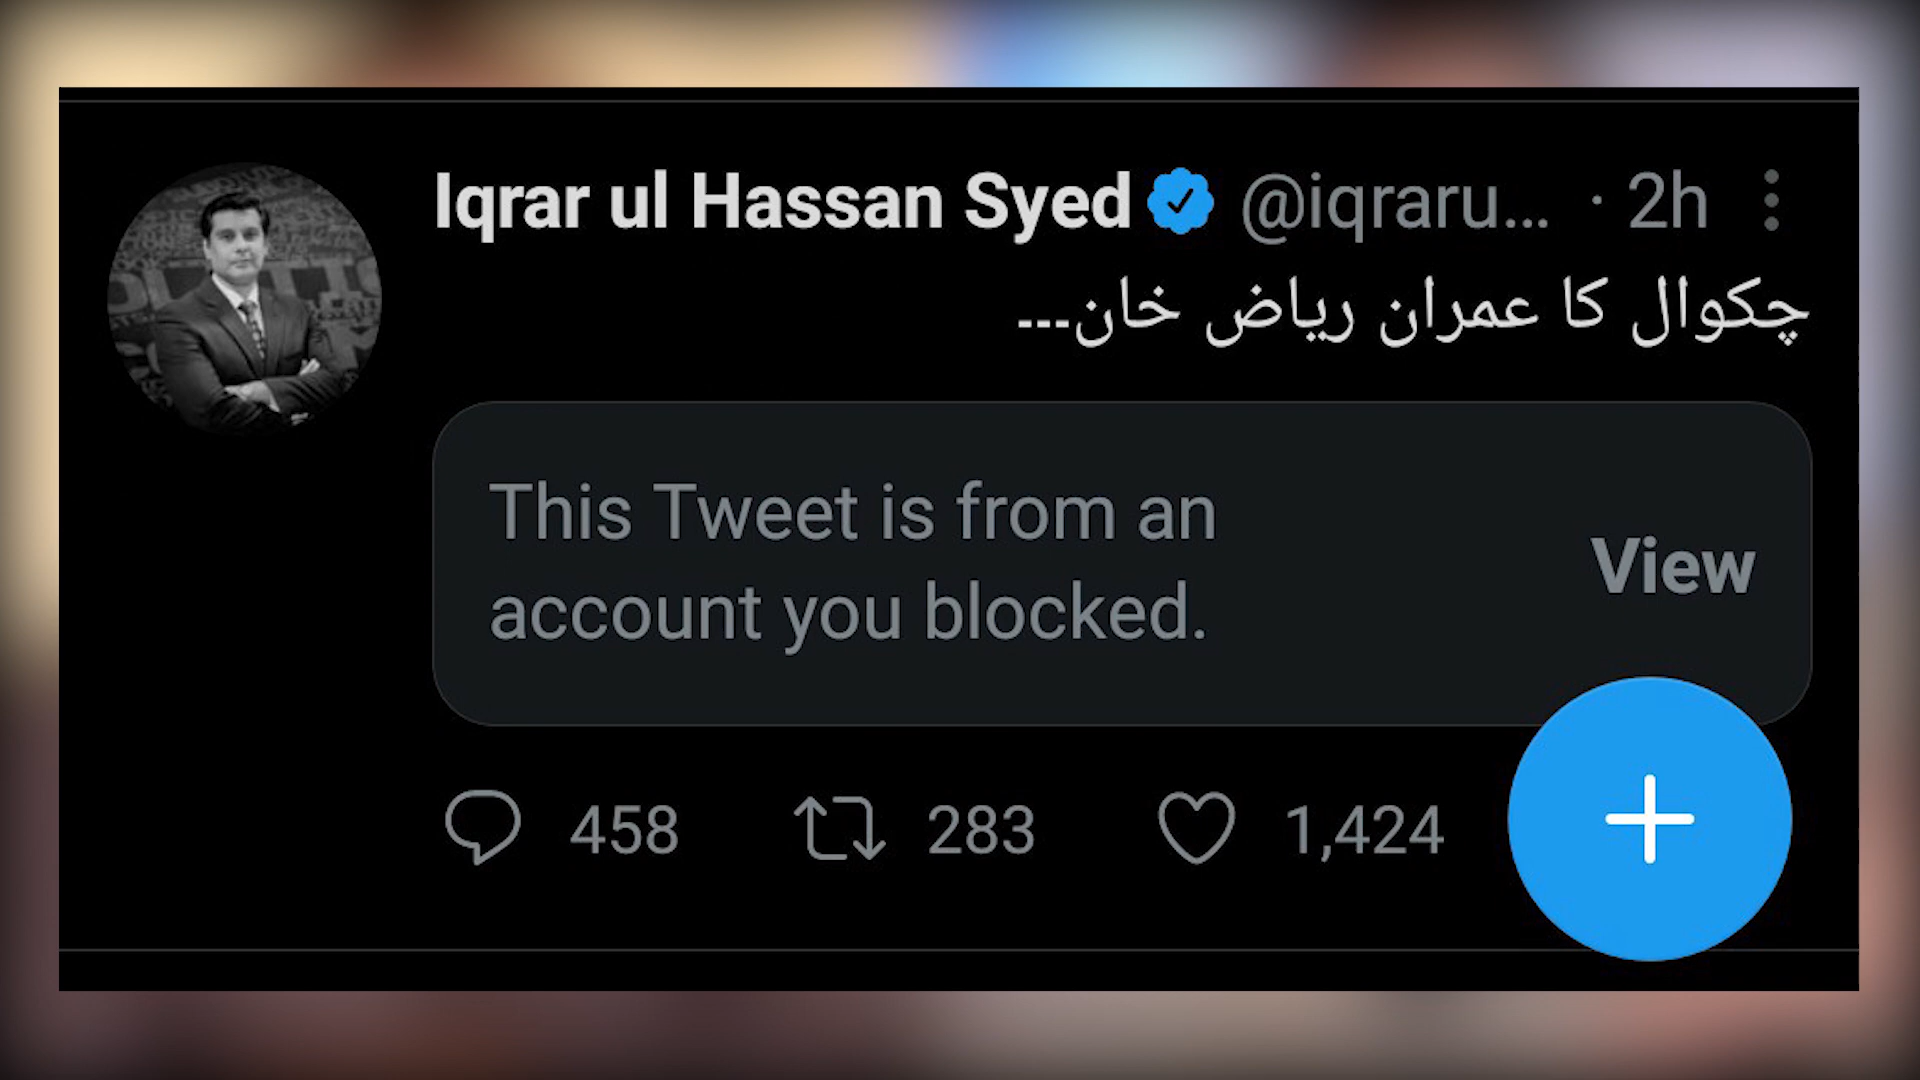 Iqrar ul Hassan Syed @iqraru... · 2h
چکوال کا عمران ریاض خان---
This Tweet is from an
account you blocked.
View
458 283 1,424